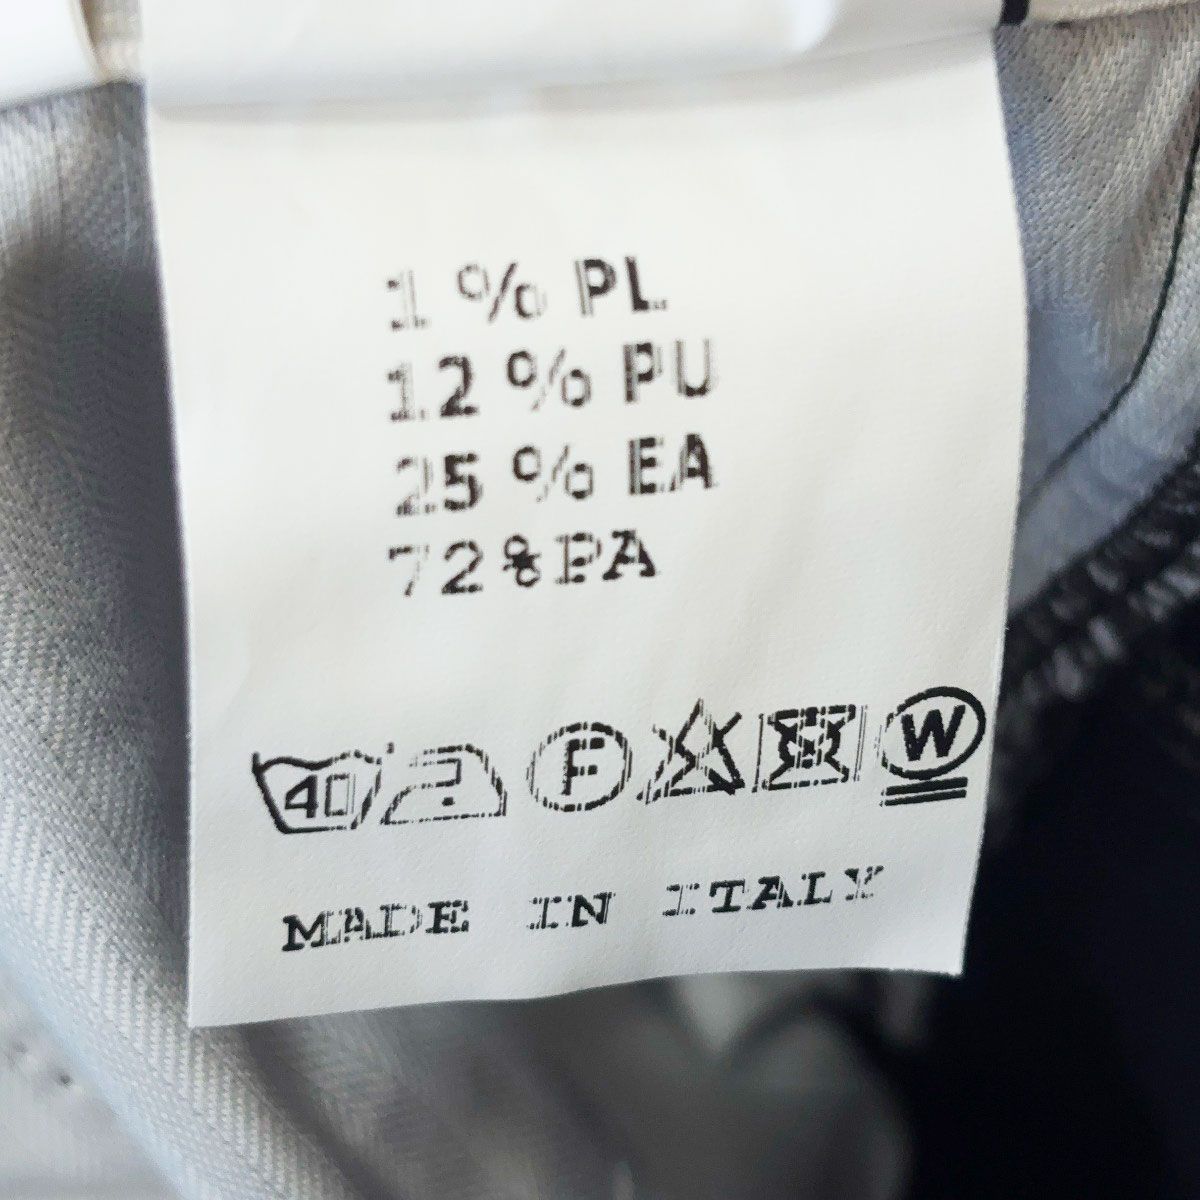 1 % PL
12 % PU
25 % EA
72%PA
40 F W
MADE IN ITALY